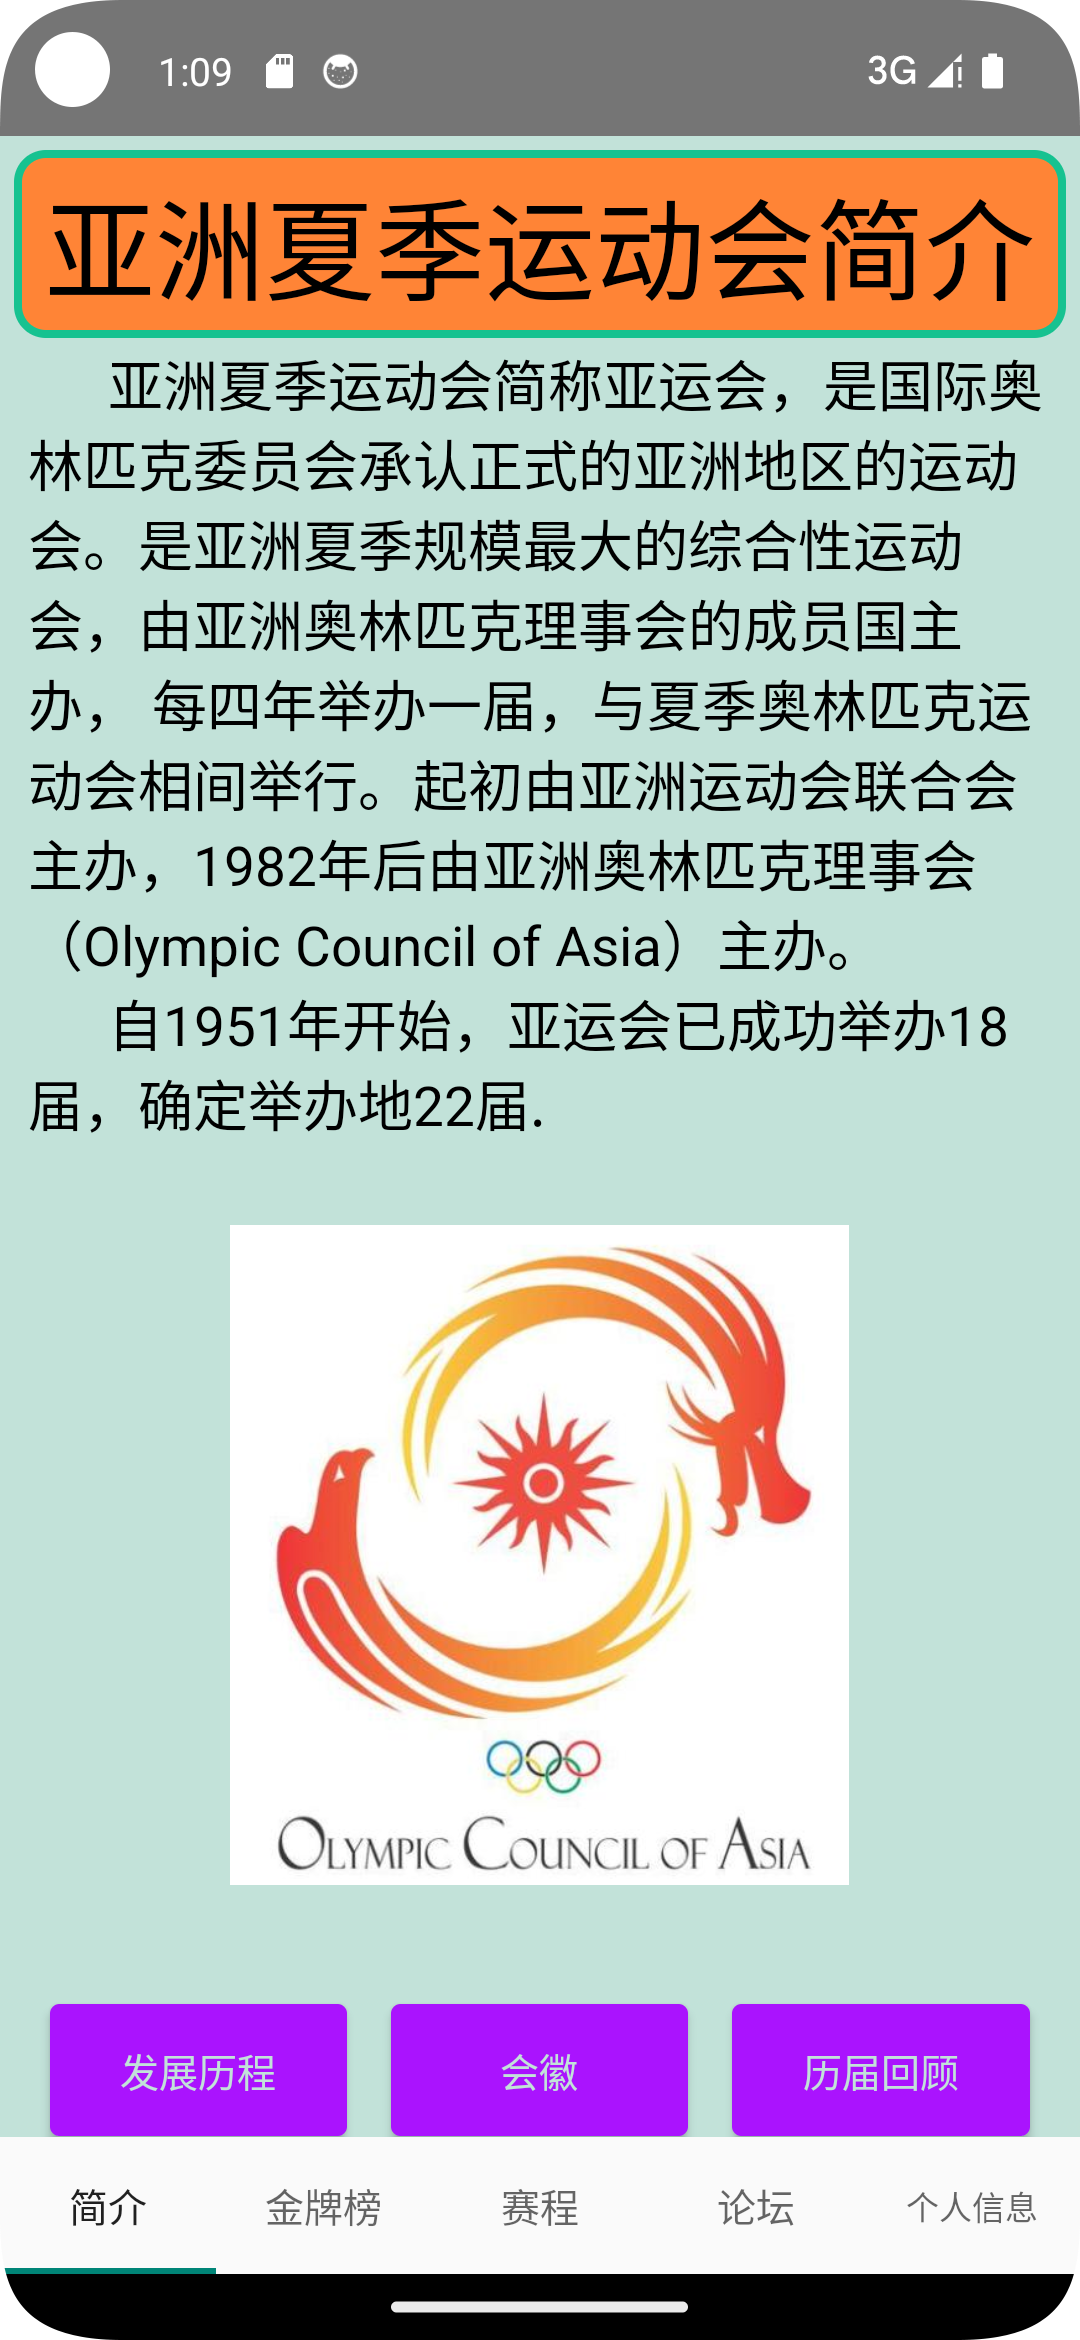 1:09
3G
亚洲夏季运动会简介
亚洲夏季运动会简称亚运会，是国际奥
林匹克委员会承认正式的亚洲地区的运动
会。是亚洲夏季规模最大的综合性运动
会，由亚洲奥林匹克理事会的成员国主
办， 每四年举办一届，与夏季奥林匹克运
动会相间举行。起初由亚洲运动会联合会
主办，1982年后由亚洲奥林匹克理事会
（Olympic Council of Asia）主办。
自1951年开始，亚运会已成功举办18
届，确定举办地22届.
OLYMPIC COUNCIL OF ASIA
发展历程
会徽
历届回顾
简介
金牌榜
赛程
论坛
个人信息